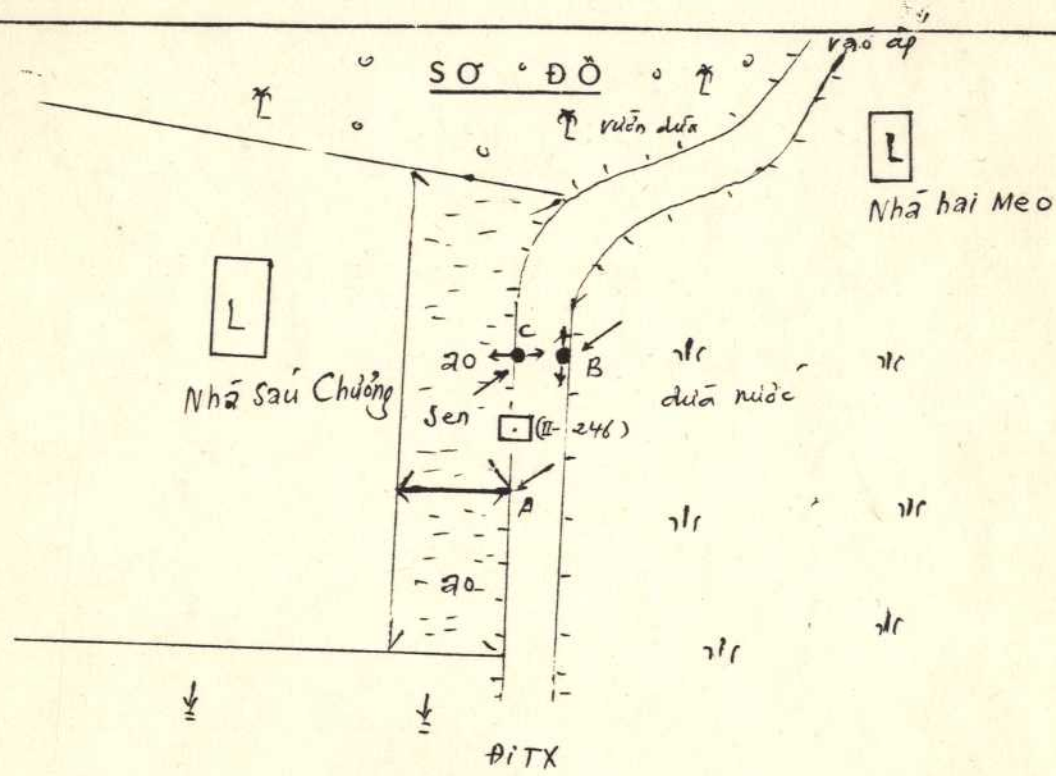 vào ấp
SƠ ĐỒ
vườn dừa
L
Nhà hai Mẹo
L
Nhà Sáu Chưởng
C
ao
B
Sen
dừa nước
(II-246)
A
ao
Đi TX